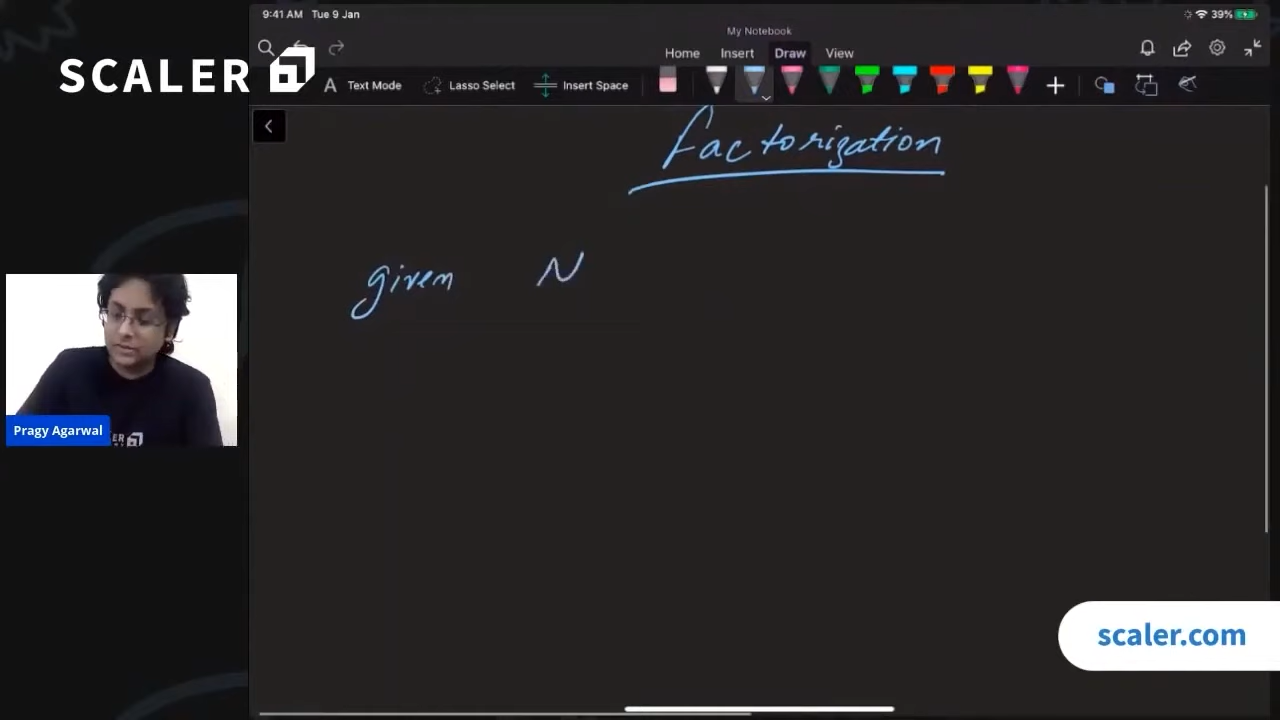 9:41 AM Tue 9 Jan
39%
My Notebook
Home Insert Draw View
SCALER
A Text Mode Lasso Select Insert Space
factorization
given N
Pragy Agarwal
scaler.com